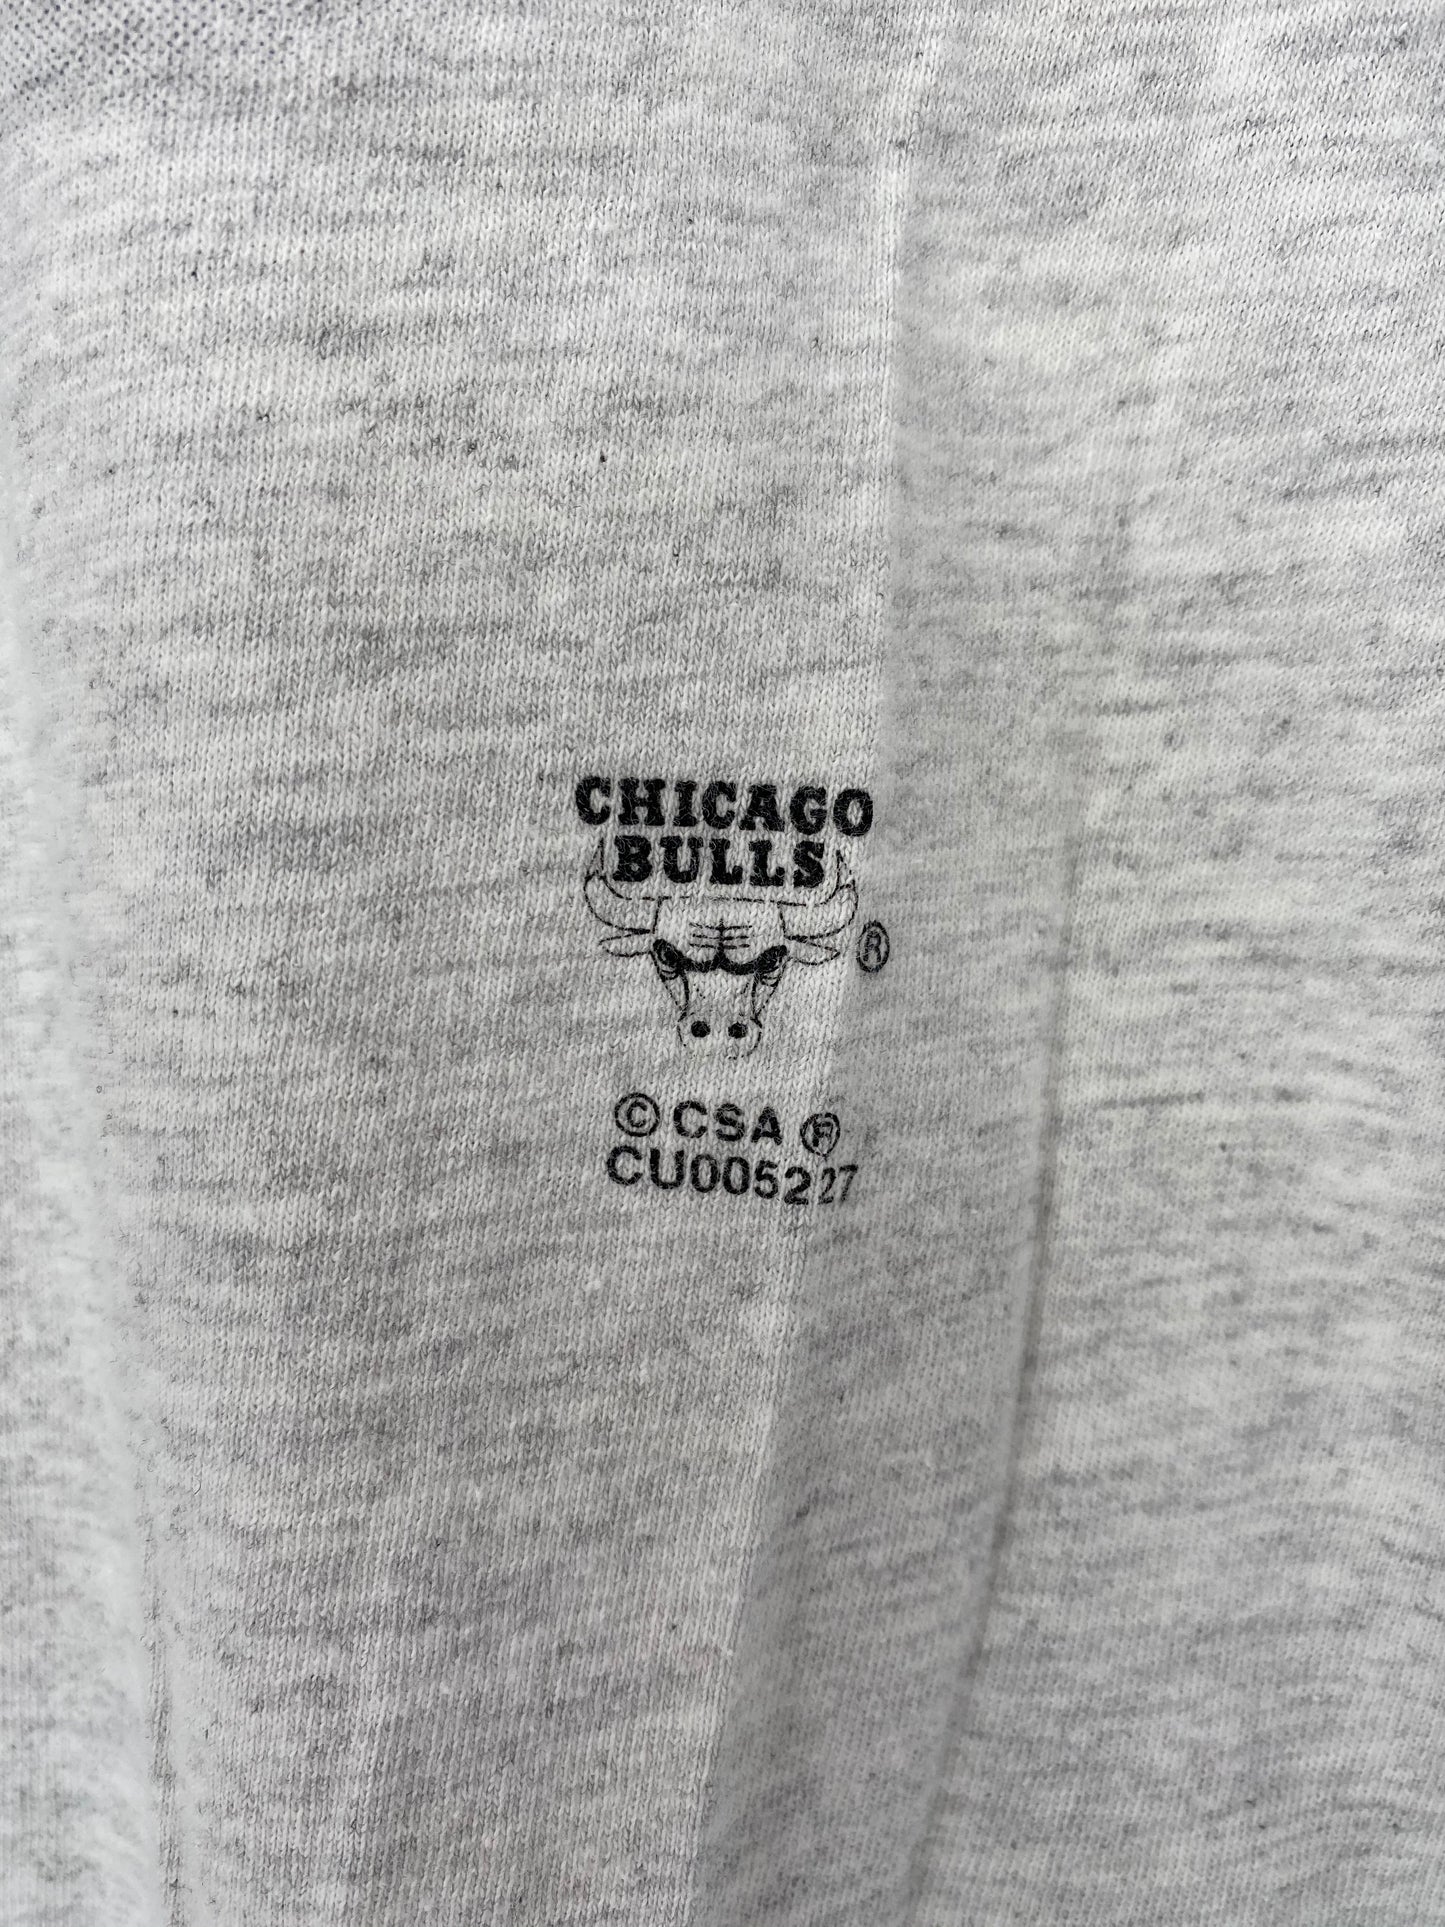 CHICAGO
BULLS
®
© CSA ®
CU005227